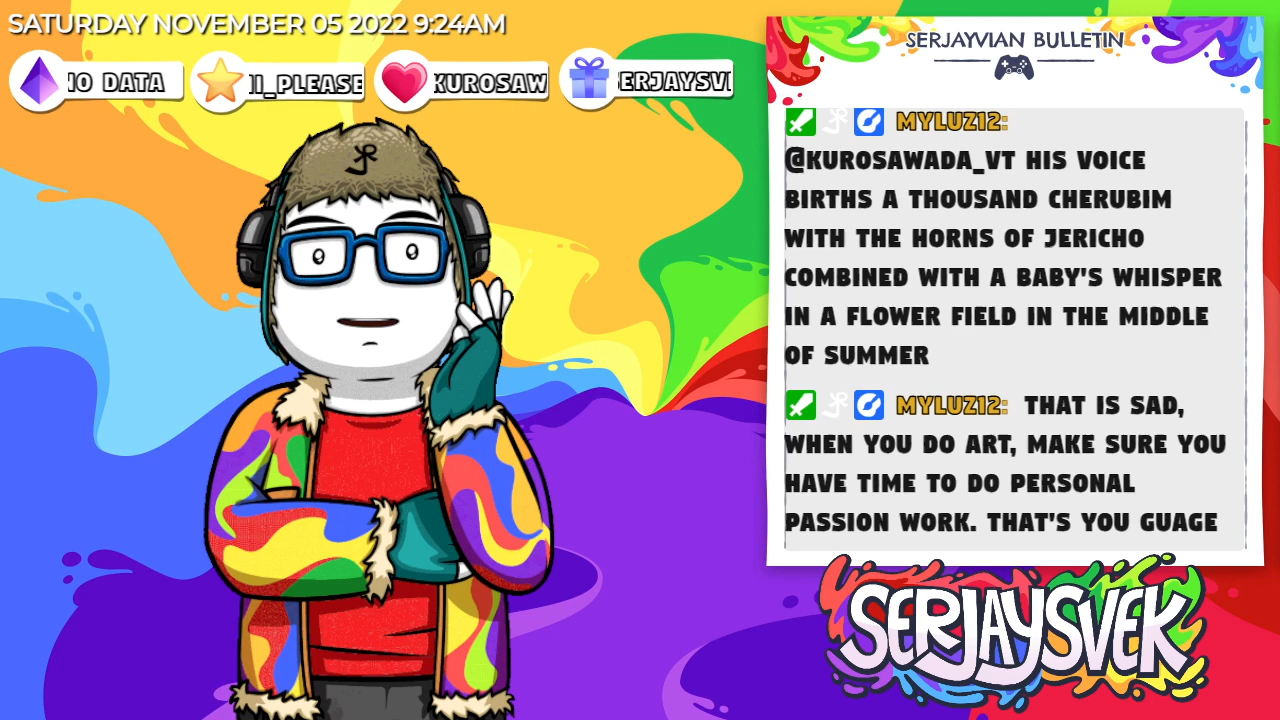 SATURDAY NOVEMBER 05 2022 9:24AM
NO DATA
II_PLEASE
KUROSAW
ERJAYSVI
SERJAYVIAN BULLETIN
MYLUZ12:
@KUROSAWADA_VT HIS VOICE
BIRTHS A THOUSAND CHERUBIM
WITH THE HORNS OF JERICHO
COMBINED WITH A BABY'S WHISPER
IN A FLOWER FIELD IN THE MIDDLE
OF SUMMER
MYLUZ12: THAT IS SAD,
WHEN YOU DO ART, MAKE SURE YOU
HAVE TIME TO DO PERSONAL
PASSION WORK. THAT'S YOU GUAGE
SERJAYSVEK